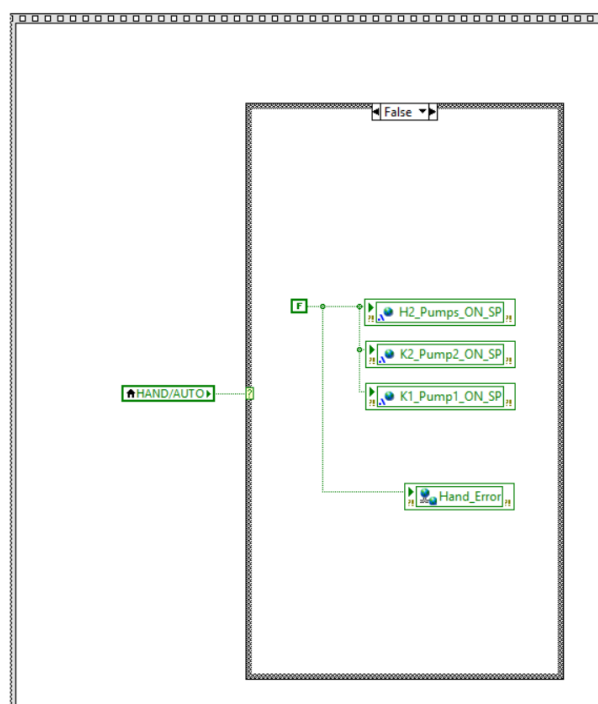 False
F
H2_Pumps_ON_SP
K2_Pump2_ON_SP
HAND/AUTO
?
K1_Pump1_ON_SP
Hand_Error